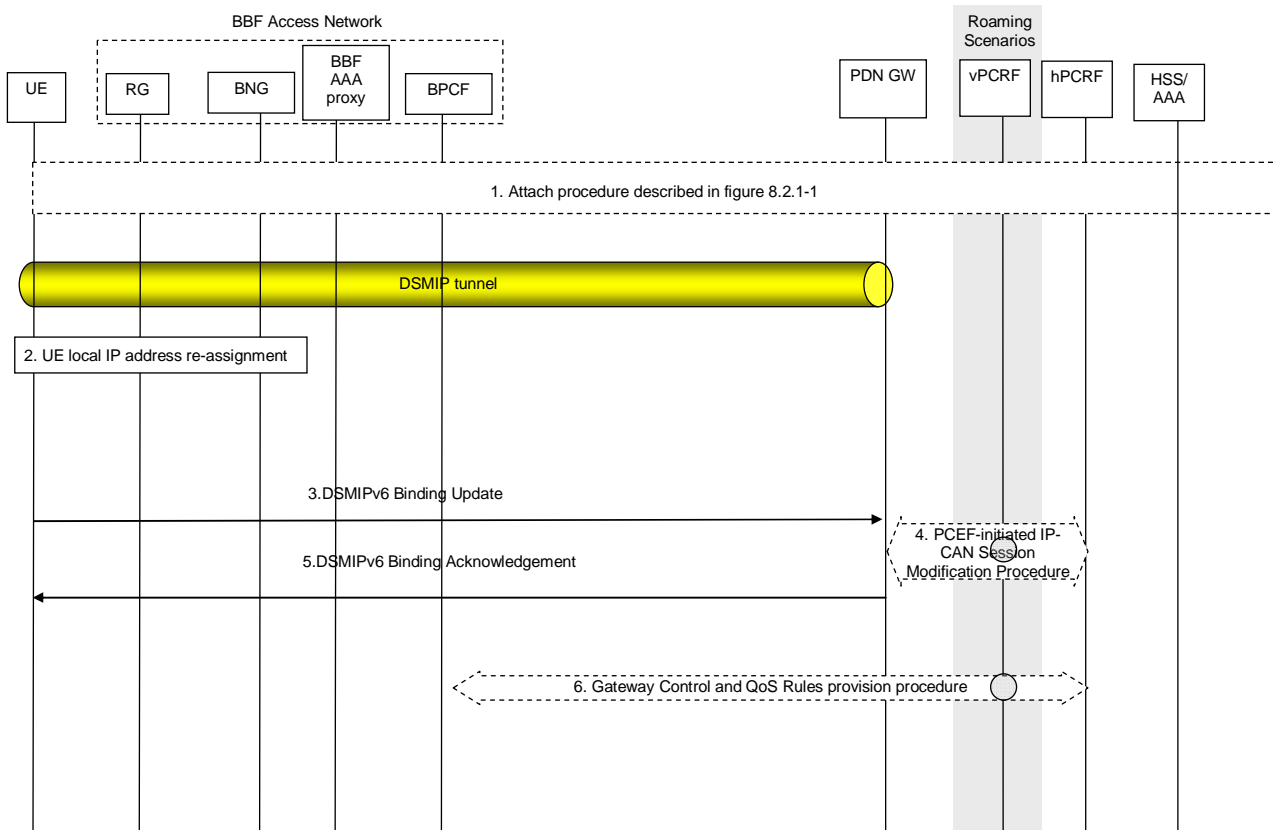 BBF Access Network
Roaming
Scenarios
UE
RG
BNG
BBF
AAA
proxy
BPCF
PDN GW
vPCRF
hPCRF
HSS/
AAA
1. Attach procedure described in figure 8.2.1-1
DSMIP tunnel
2. UE local IP address re-assignment
3.DSMIPv6 Binding Update
4. PCEF-initiated IP-
CAN Session
Modification Procedure
5.DSMIPv6 Binding Acknowledgement
6. Gateway Control and QoS Rules provision procedure